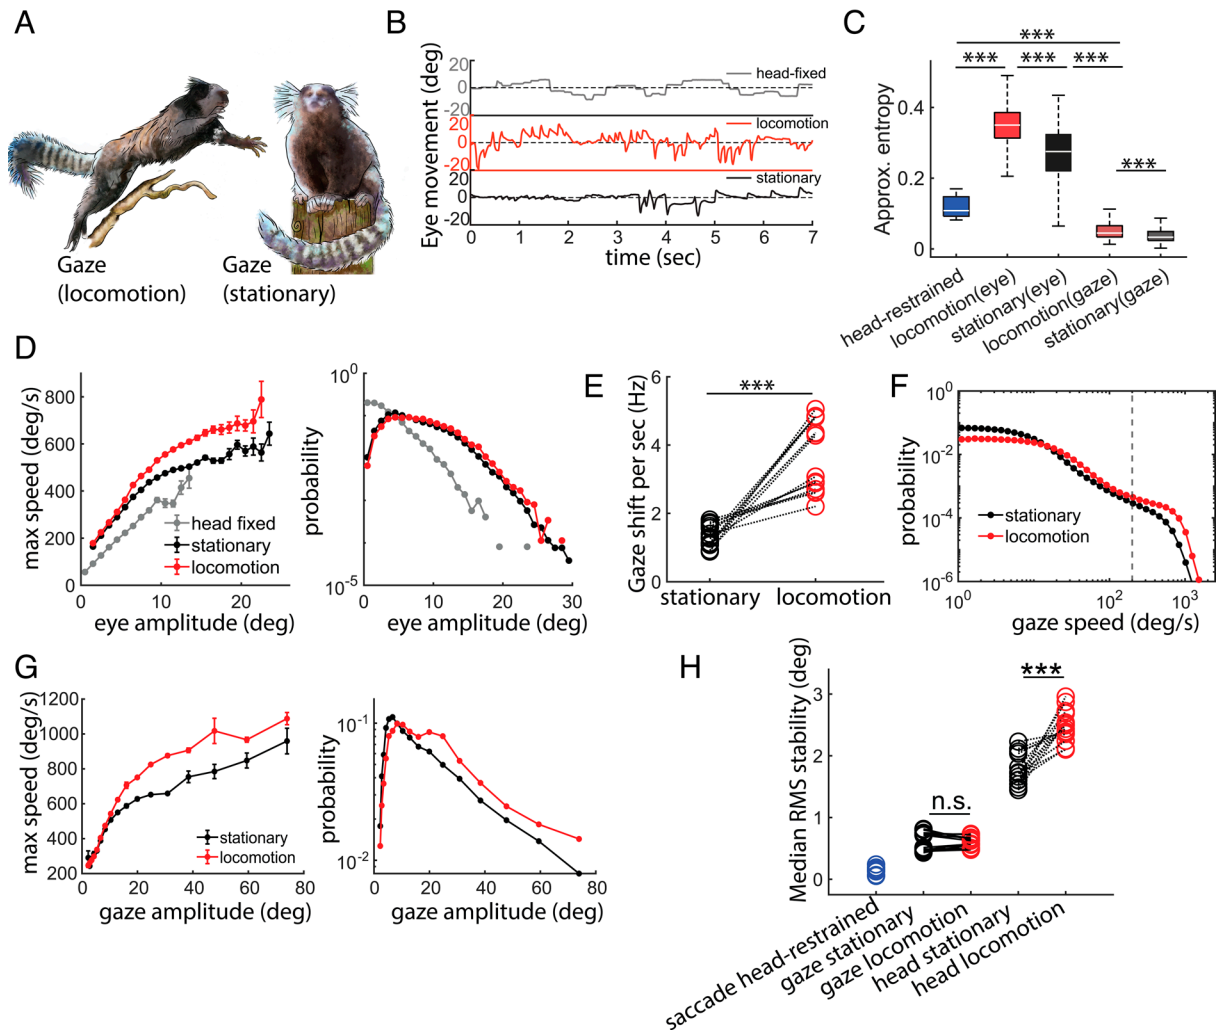 A
Gaze
(locomotion)
Gaze
(stationary)
B
Eye movement (deg)
20
0
-20
head-fixed
20
0
-20
locomotion
20
0
-20
stationary
0 1 2 3 4 5 6 7
time (sec)
C
Approx. entropy
0.4
0.2
0
***
*** *** ***
***
head-restrained
locomotion(eye)
stationary(eye)
locomotion(gaze)
stationary(gaze)
D
max speed (deg/s)
800
600
400
200
0
head fixed
stationary
locomotion
0 10 20
eye amplitude (deg)
probability
10^0
10^-5
0 10 20 30
eye amplitude (deg)
E
Gaze shift per sec (Hz)
6
4
2
0
***
stationary locomotion
F
probability
10^0
10^-2
10^-4
10^-6
stationary
locomotion
10^0 10^2 10^3
gaze speed (deg/s)
G
max speed (deg/s)
1200
1000
800
600
400
200
stationary
locomotion
0 20 40 60 80
gaze amplitude (deg)
probability
10^-1
10^-2
0 20 40 60 80
gaze amplitude (deg)
H
Median RMS stability (deg)
3
2
1
0
n.s.
***
saccade head-restrained
gaze stationary
gaze locomotion
head stationary
head locomotion